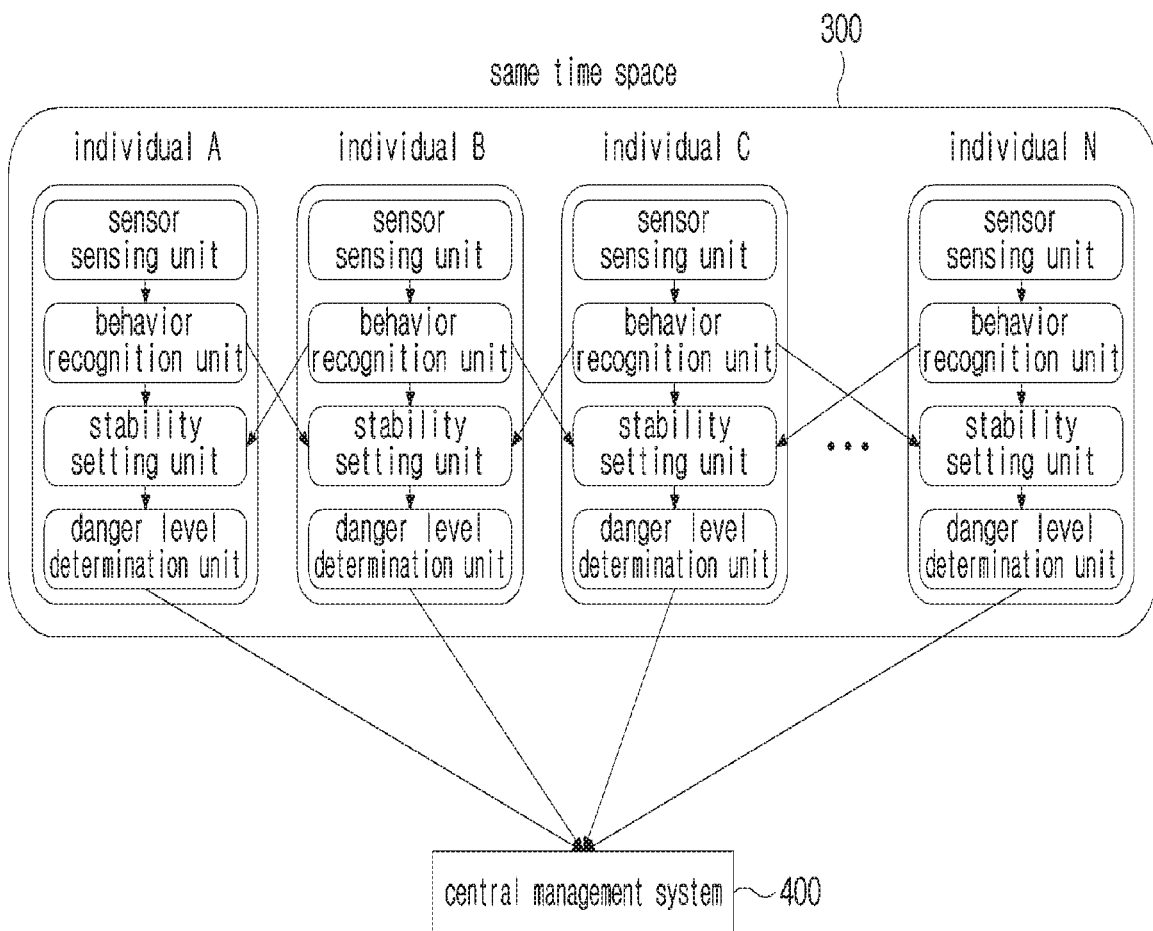 300
same time space
individual A
individual B
individual C
individual N
sensor
sensing unit
sensor
sensing unit
sensor
sensing unit
sensor
sensing unit
behavior
recognition unit
behavior
recognition unit
behavior
recognition unit
behavior
recognition unit
stability
setting unit
stability
setting unit
stability
setting unit
...
stability
setting unit
danger level
determination unit
danger level
determination unit
danger level
determination unit
danger level
determination unit
central management system
400